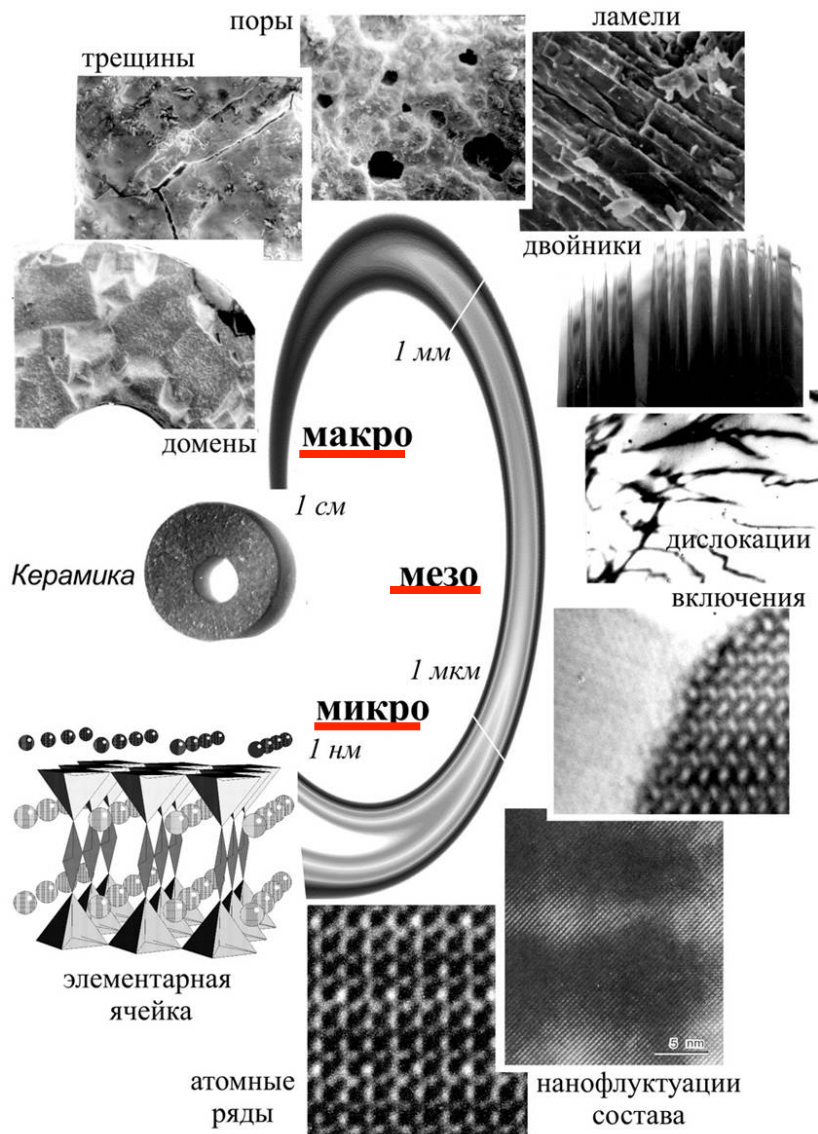 поры
ламели
трещины
двойники
1 мм
домены
макро
1 см
Керамика
мезо
дислокации
включения
1 мкм
микро
1 нм
элементарная
ячейка
5 nm
атомные
ряды
нанофлуктуации
состава